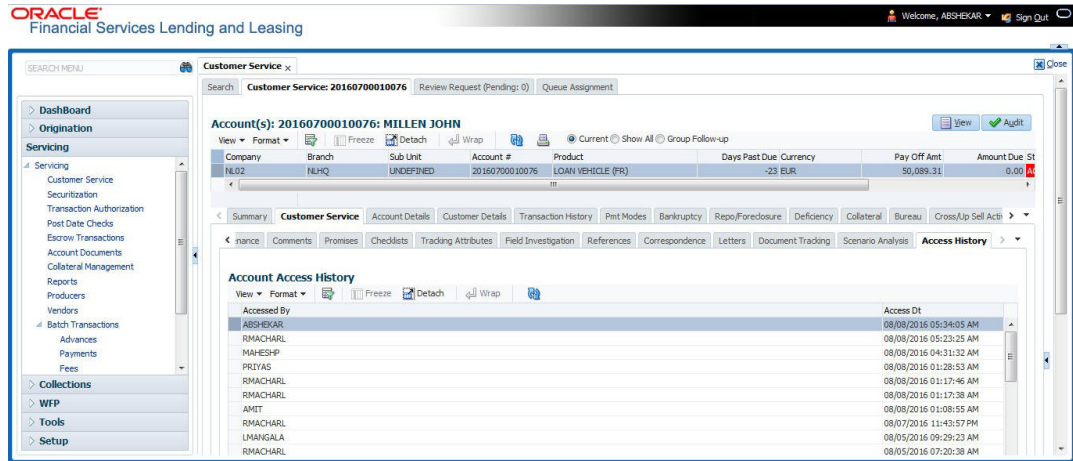 ORACLE
Financial Services Lending and Leasing
Welcome, ABSHEKAR Sign Out
SEARCH MENU
DashBoard
Origination
Servicing
Servicing
Customer Service
Securitization
Transaction Authorization
Post Date Checks
Escrow Transactions
Account Documents
Collateral Management
Reports
Producers
Vendors
Batch Transactions
Advances
Payments
Fees
Collections
WFP
Tools
Setup
Customer Service x
Close
Search Customer Service: 20160700010076 Review Request (Pending: 0) Queue Assignment
Account(s): 20160700010076: MILLEN JOHN
View Audit
View Format Freeze Detach Wrap Current Show All Group Follow-up
Company Branch Sub Unit Account # Product Days Past Due Currency Pay Off Amt Amount Due St
NL02 NLHQ UNDEFINED 20160700010076 LOAN VEHICLE (FR) -23 EUR 50,089.31 0.00 AC
Summary Customer Service Account Details Customer Details Transaction History Pmt Modes Bankruptcy Repo/Foreclosure Deficiency Collateral Bureau Cross/Up Sell Activ
enance Comments Promises Checklists Tracking Attributes Field Investigation References Correspondence Letters Document Tracking Scenario Analysis Access History
Account Access History
View Format Freeze Detach Wrap
Accessed By Access Dt
ABSHEKAR 08/08/2016 05:34:05 AM
RMACHARL 08/08/2016 05:23:25 AM
MAHESHP 08/08/2016 04:31:32 AM
PRIYAS 08/08/2016 01:28:53 AM
RMACHARL 08/08/2016 01:17:46 AM
RMACHARL 08/08/2016 01:17:38 AM
AMIT 08/08/2016 01:08:55 AM
RMACHARL 08/07/2016 11:43:57 PM
LMANGALA 08/05/2016 09:29:23 AM
RMACHARL 08/05/2016 07:20:38 AM